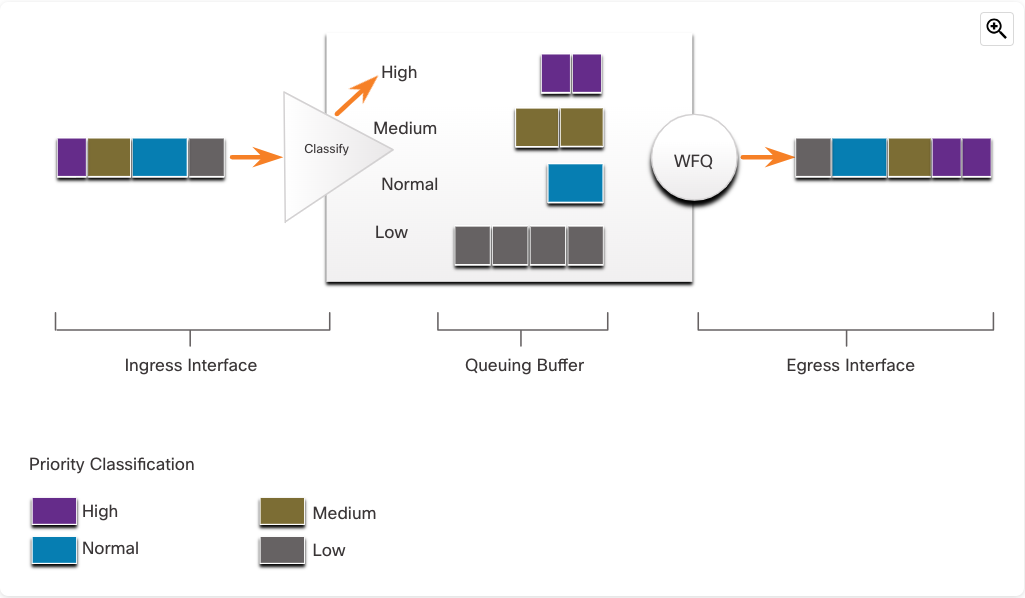 High
Classify
Medium
WFQ
Normal
Low
Ingress Interface
Queuing Buffer
Egress Interface
Priority Classification
High
Medium
Normal
Low